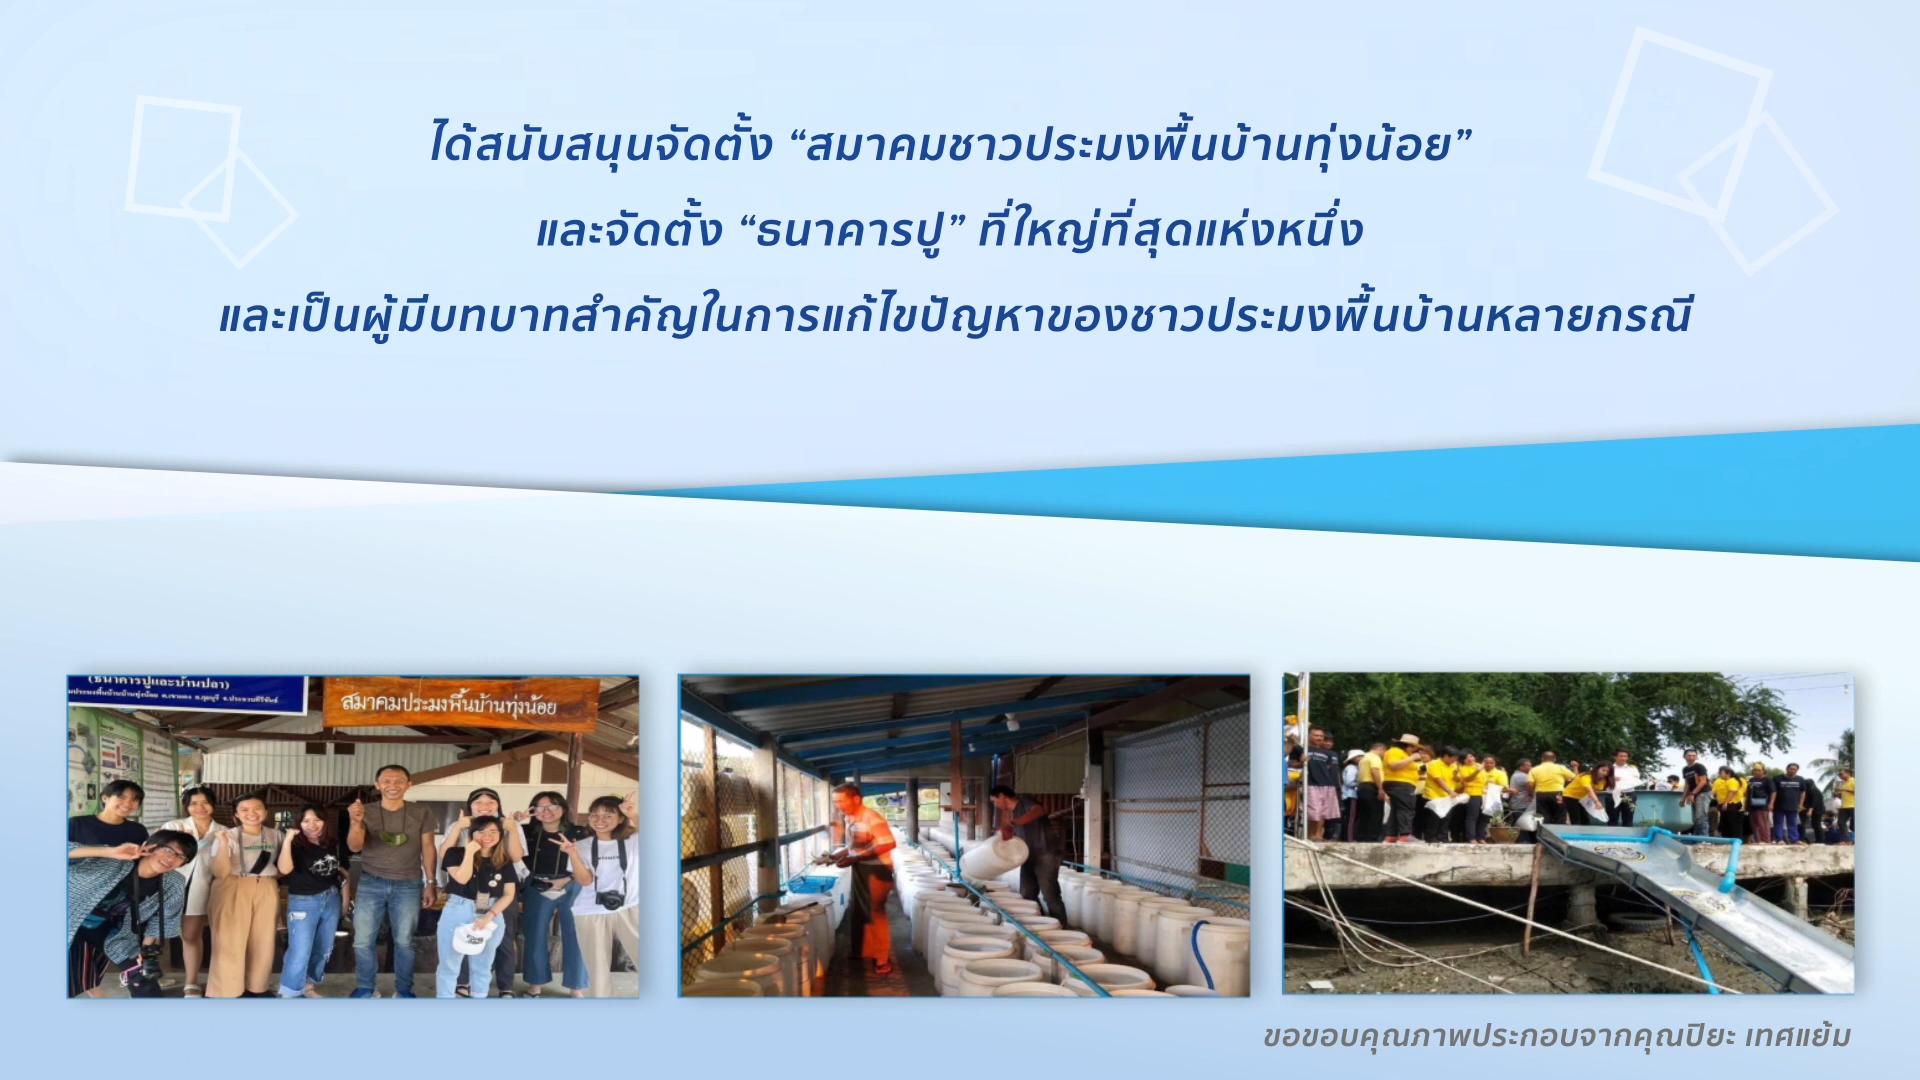 ได้สนับสนุนจัดตั้ง “สมาคมชาวประมงพื้นบ้านทุ่งน้อย”
และจัดตั้ง “ธนาคารปู” ที่ใหญ่ที่สุดแห่งหนึ่ง
และเป็นผู้มีบทบาทสำคัญในการแก้ไขปัญหาของชาวประมงพื้นบ้านหลายกรณี
(ธนาคารปูและบ้านปลา)
สมาคมประมงพื้นบ้านทุ่งน้อย
ขอขอบคุณภาพประกอบจากคุณปิยะ เทศแย้ม